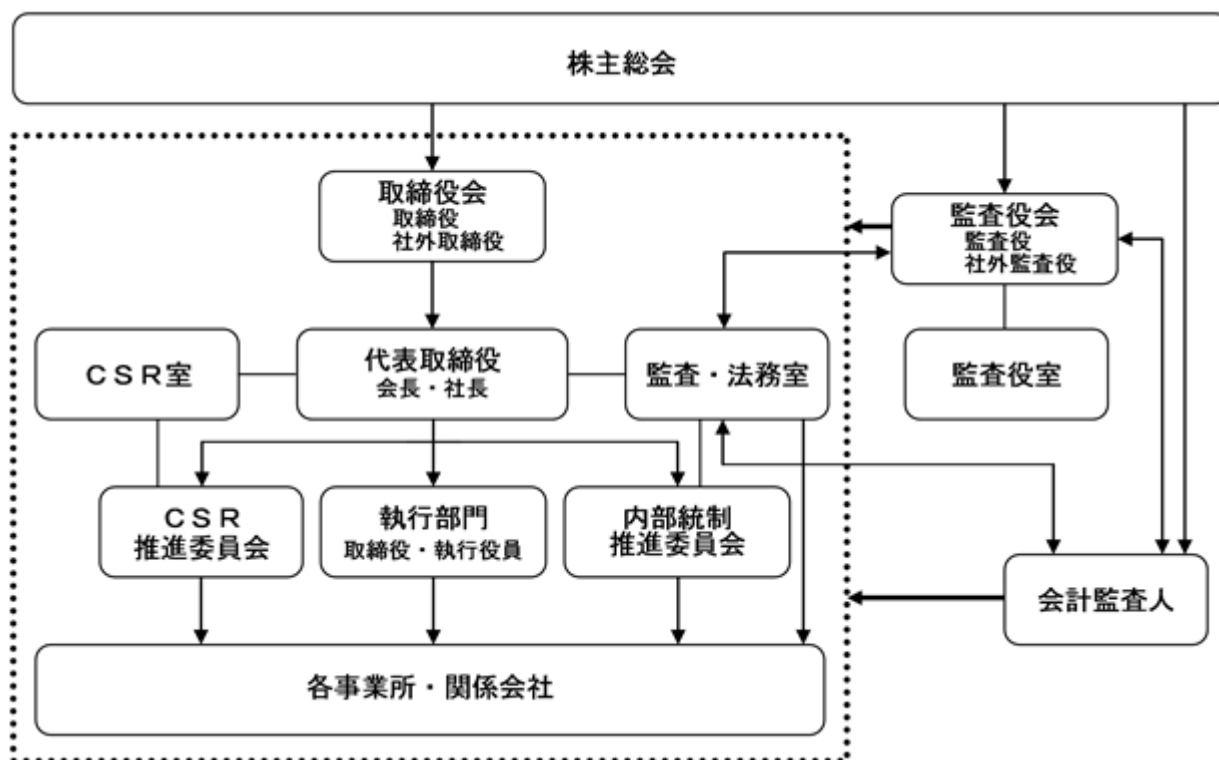 株主総会
取締役会
取締役
社外取締役
監査役会
監査役
社外監査役
ＣＳＲ室
代表取締役
会長・社長
監査・法務室
監査役室
ＣＳＲ
推進委員会
執行部門
取締役・執行役員
内部統制
推進委員会
会計監査人
各事業所・関係会社